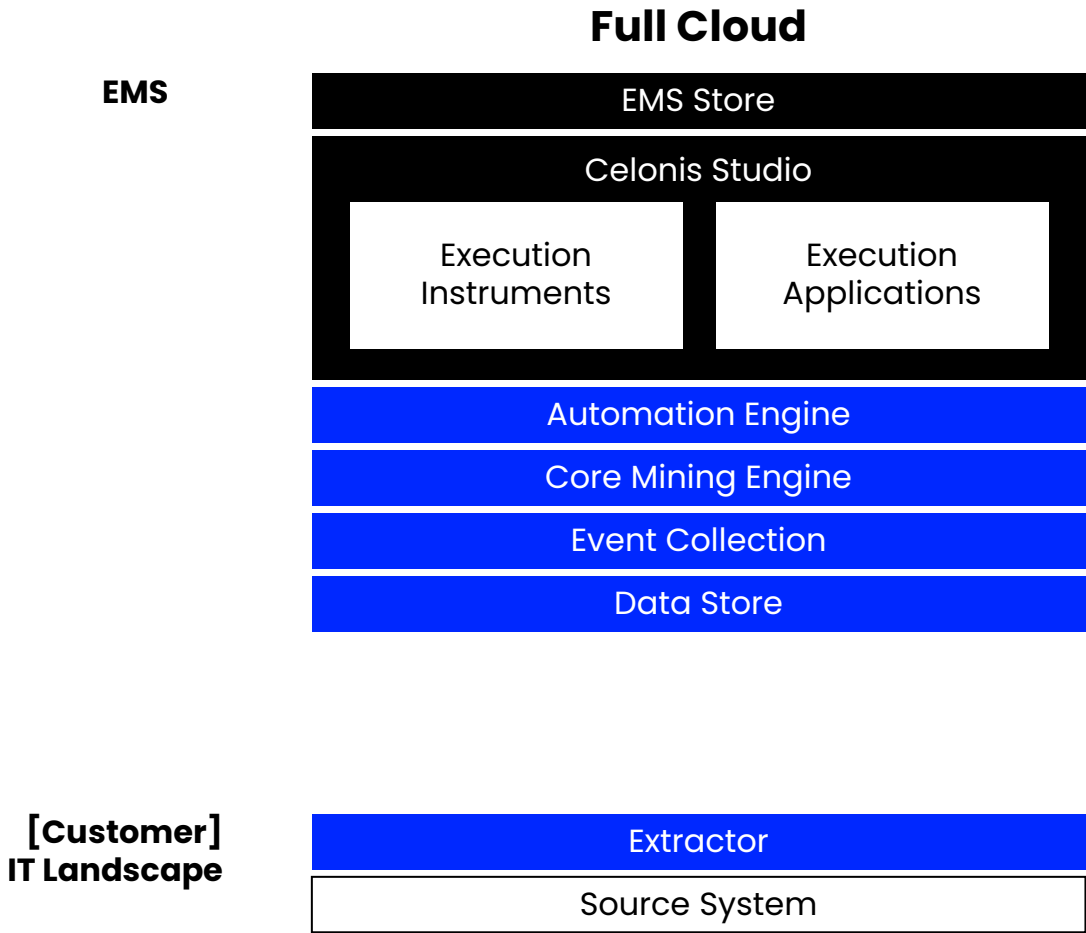 Full Cloud
EMS
EMS Store
Celonis Studio
Execution
Instruments
Execution
Applications
Automation Engine
Core Mining Engine
Event Collection
Data Store
[Customer]
IT Landscape
Extractor
Source System